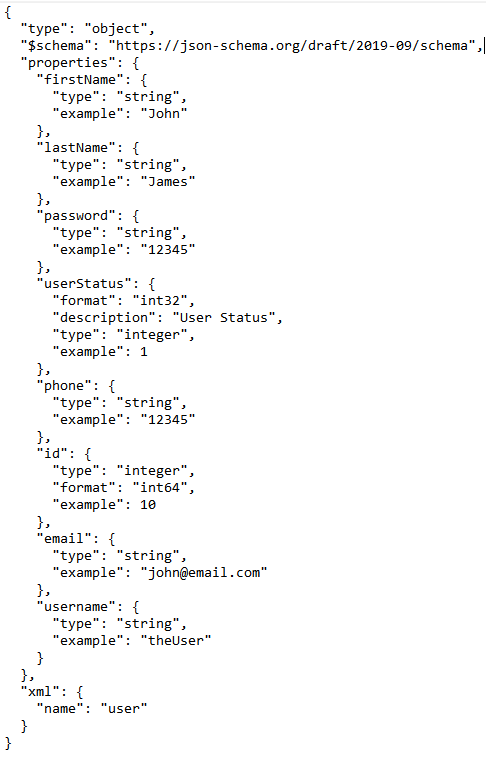 {
  "type": "object",
  "$schema": "https://json-schema.org/draft/2019-09/schema",
  "properties": {
    "firstName": {
      "type": "string",
      "example": "John"
    },
    "lastName": {
      "type": "string",
      "example": "James"
    },
    "password": {
      "type": "string",
      "example": "12345"
    },
    "userStatus": {
      "format": "int32",
      "description": "User Status",
      "type": "integer",
      "example": 1
    },
    "phone": {
      "type": "string",
      "example": "12345"
    },
    "id": {
      "type": "integer",
      "format": "int64",
      "example": 10
    },
    "email": {
      "type": "string",
      "example": "john@email.com"
    },
    "username": {
      "type": "string",
      "example": "theUser"
    }
  },
  "xml": {
    "name": "user"
  }
}